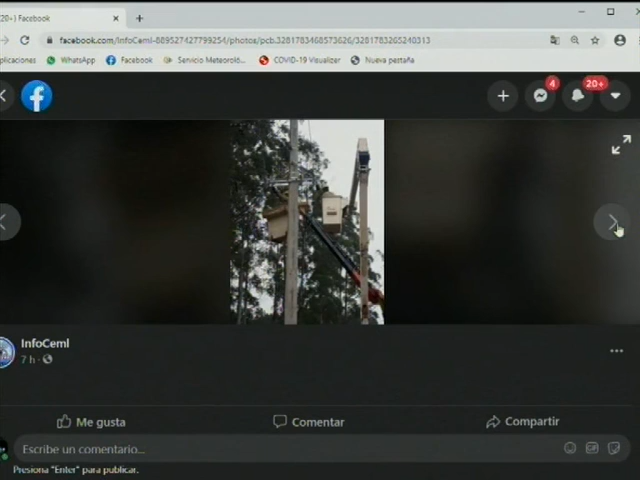 20+) Facebook
facebook.com/InfoCeml-889527427799254/photos/pcb.3281783468573626/3281783265240313
plicaciones WhatsApp Facebook Servicio Meteoroló... COVID-19 Visualizer Nueva pestaña
4 20+
InfoCeml
7 h
Me gusta Comentar Compartir
Escribe un comentario...
GIF
Presiona "Enter" para publicar.